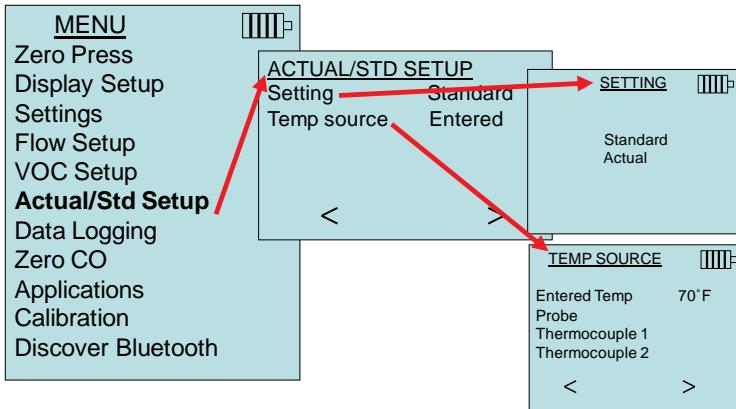 MENU
Zero Press
Display Setup
Settings
Flow Setup
VOC Setup
Actual/Std Setup
Data Logging
Zero CO
Applications
Calibration
Discover Bluetooth
ACTUAL/STD SETUP
Setting Standard
Temp source Entered
< >
SETTING
Standard
Actual
TEMP SOURCE
Entered Temp 70˚F
Probe
Thermocouple 1
Thermocouple 2
< >